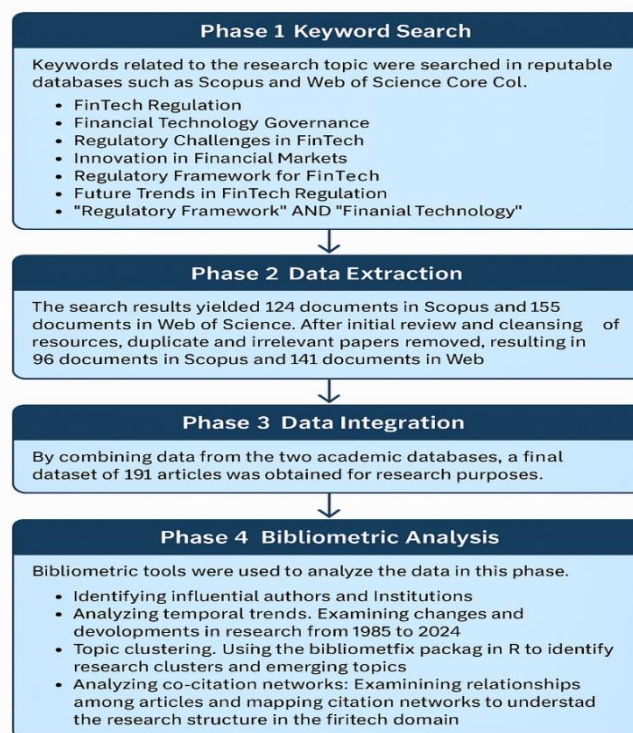 Phase 1 Keyword Search
Keywords related to the research topic were searched in reputable
databases such as Scopus and Web of Science Core Col.
• FinTech Regulation
• Financial Technology Governance
• Regulatory Challenges in FinTech
• Innovation in Financial Markets
• Regulatory Framework for FinTech
• Future Trends in FinTech Regulation
• "Regulatory Framework" AND "Finanial Technology"
Phase 2 Data Extraction
The search results yielded 124 documents in Scopus and 155
documents in Web of Science. After initial review and cleansing of
resources, duplicate and irrelevant papers removed, resulting in
96 documents in Scopus and 141 documents in Web
Phase 3 Data Integration
By combining data from the two academic databases, a final
dataset of 191 articles was obtained for research purposes.
Phase 4 Bibliometric Analysis
Bibliometric tools were used to analyze the data in this phase.
• Identifying influential authors and Institutions
• Analyzing temporal trends. Examining changes and
devolopments in research from 1985 to 2024
• Topic clustering. Using the bibliometfix packag in R to identify
research clusters and emerging topics
• Analyzing co-citation networks: Examinining relationships
among articles and mapping citation networks to understad
the research structure in the firitech domain